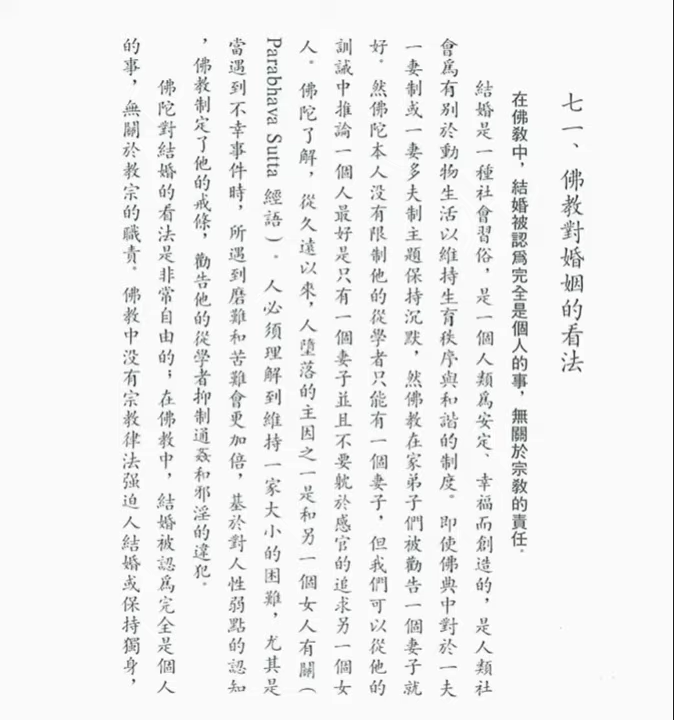 七一、佛教對婚姻的看法
在佛教中，結婚被認爲完全是個人的事，無關於宗教的責任。
結婚是一種社會習俗，是一個人類爲安定、幸福而創造的，是人類社
會爲有別於動物生活以維持生育秩序與和諧的制度。即使佛典中對於一夫
一妻制或一妻多夫制主題保持沉默，然佛教在家弟子們被勸告一個妻子就
好。然佛陀本人没有限制他的從學者只能有一個妻子，但我們可以從他的
訓誡中推論一個人最好是只有一個妻子並且不要躭於感官的追求另一個女
人。佛陀了解，從久遠以來，人墮落的主因之一是和另一個女人有關（
Parabhava Sutta 經語）。人必須理解到維持一家大小的困難，尤其是
當遇到不幸事件時，所遇到磨難和苦難會更加倍，基於對人性弱點的認知
，佛教制定了他的戒條，勸告他的從學者抑制通姦和邪淫的違犯。
佛陀對結婚的看法是非常自由的；在佛教中，結婚被認爲完全是個人
的事，無關於教宗的職責。佛教中没有宗教律法强迫人結婚或保持獨身，